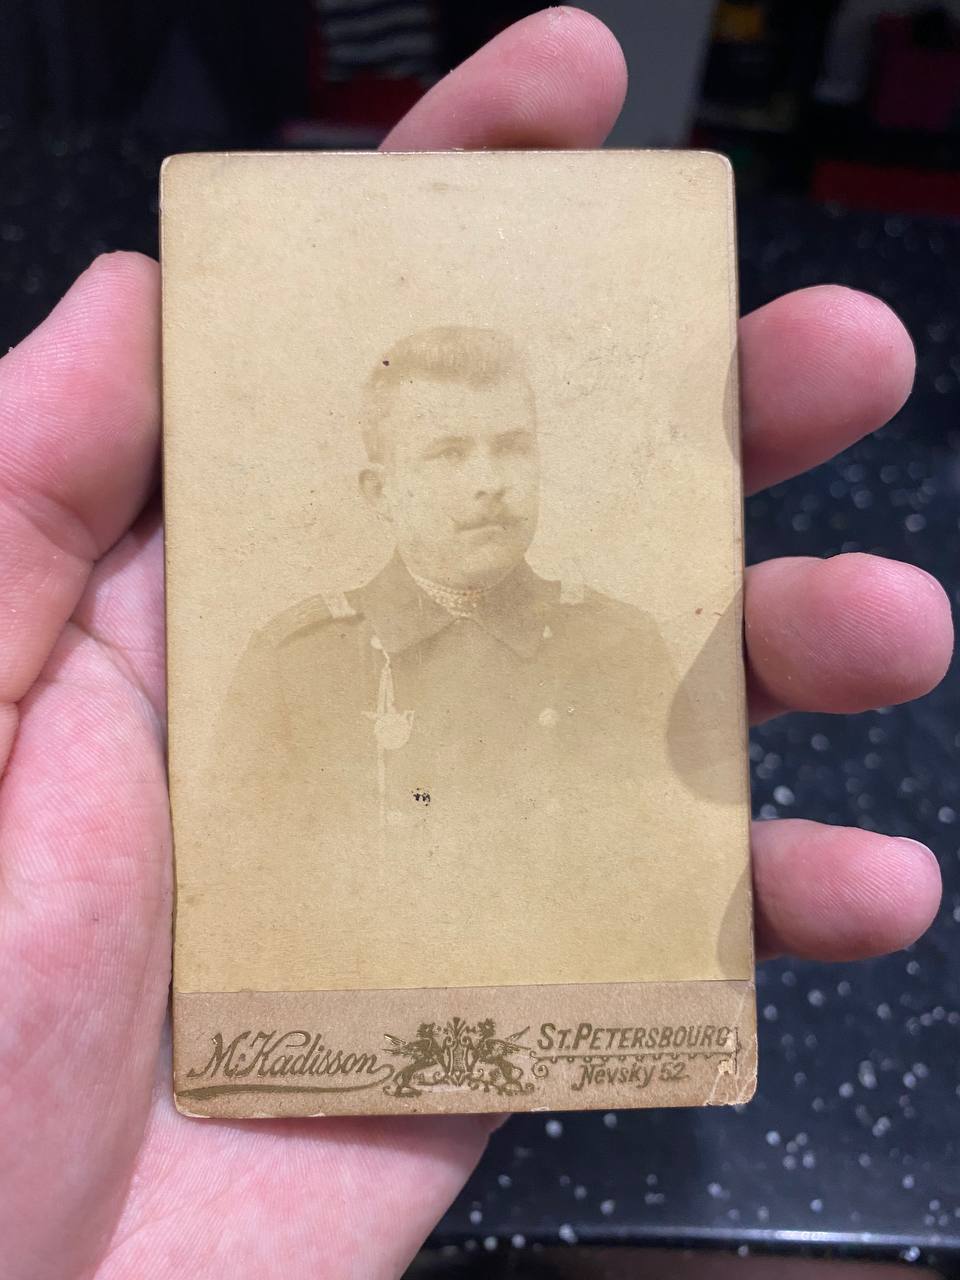 M. Kadisson
ST. PETERSBOURG
Nevsky 52.